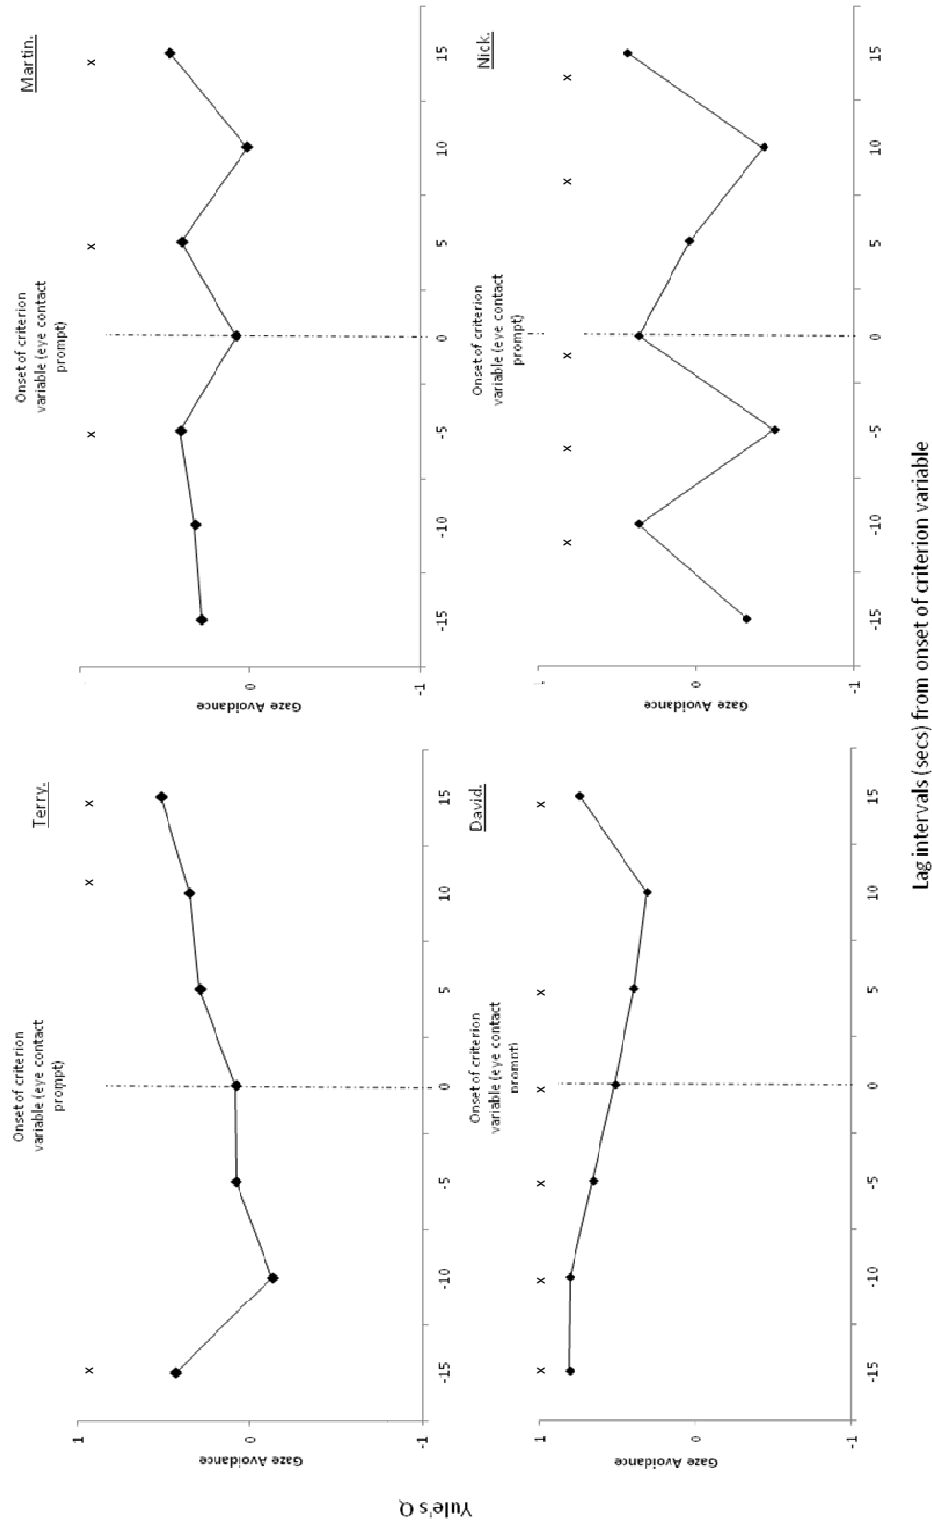 Terry.
Onset of criterion
variable (eye contact
prompt)
x x x
1
0
-1
Gaze Avoidance
-15 -10 -5 0 5 10 15
Martin.
Onset of criterion
variable (eye contact
prompt)
x x x
0
-1
Gaze Avoidance
-15 -10 -5 0 5 10 15
Yule's Q
David.
Onset of criterion
variable (eye contact
prompt)
x x x x x x
1
0
-1
Gaze Avoidance
-15 -10 -5 0 5 10 15
Nick.
Onset of criterion
variable (eye contact
prompt)
x x x x x
0
-1
Gaze Avoidance
-15 -10 -5 0 5 10 15
Lag intervals (secs) from onset of criterion variable